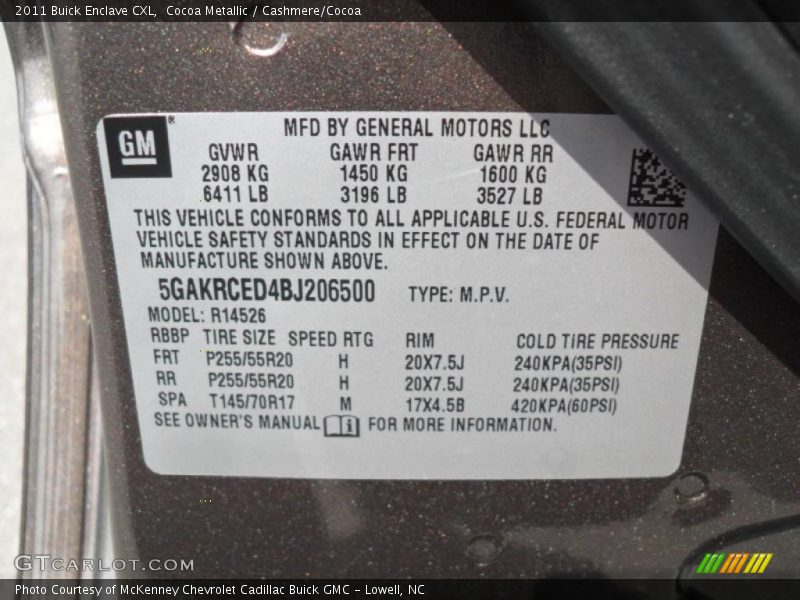 2011 Buick Enclave CXL, Cocoa Metallic / Cashmere/Cocoa
GM®
MFD BY GENERAL MOTORS LLC
GVWR GAWR FRT GAWR RR
2908 KG 1450 KG 1600 KG
6411 LB 3196 LB 3527 LB
THIS VEHICLE CONFORMS TO ALL APPLICABLE U.S. FEDERAL MOTOR
VEHICLE SAFETY STANDARDS IN EFFECT ON THE DATE OF
MANUFACTURE SHOWN ABOVE.
5GAKRCED4BJ206500 TYPE: M.P.V.
MODEL: R14526
RBBP TIRE SIZE SPEED RTG RIM COLD TIRE PRESSURE
FRT P255/55R20 H 20X7.5J 240KPA(35PSI)
RR P255/55R20 H 20X7.5J 240KPA(35PSI)
SPA T145/70R17 M 17X4.5B 420KPA(60PSI)
SEE OWNER'S MANUAL FOR MORE INFORMATION.
GTCarLot.com
Photo Courtesy of McKenney Chevrolet Cadillac Buick GMC – Lowell, NC